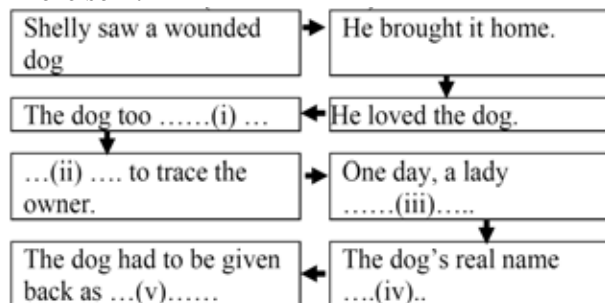 Shelly saw a wounded
dog
He brought it home.
He loved the dog.
The dog too ……(i) …
…(ii) …. to trace the
owner.
One day, a lady
……(iii)…..
The dog’s real name
….(iv)..
The dog had to be given
back as …(v)……